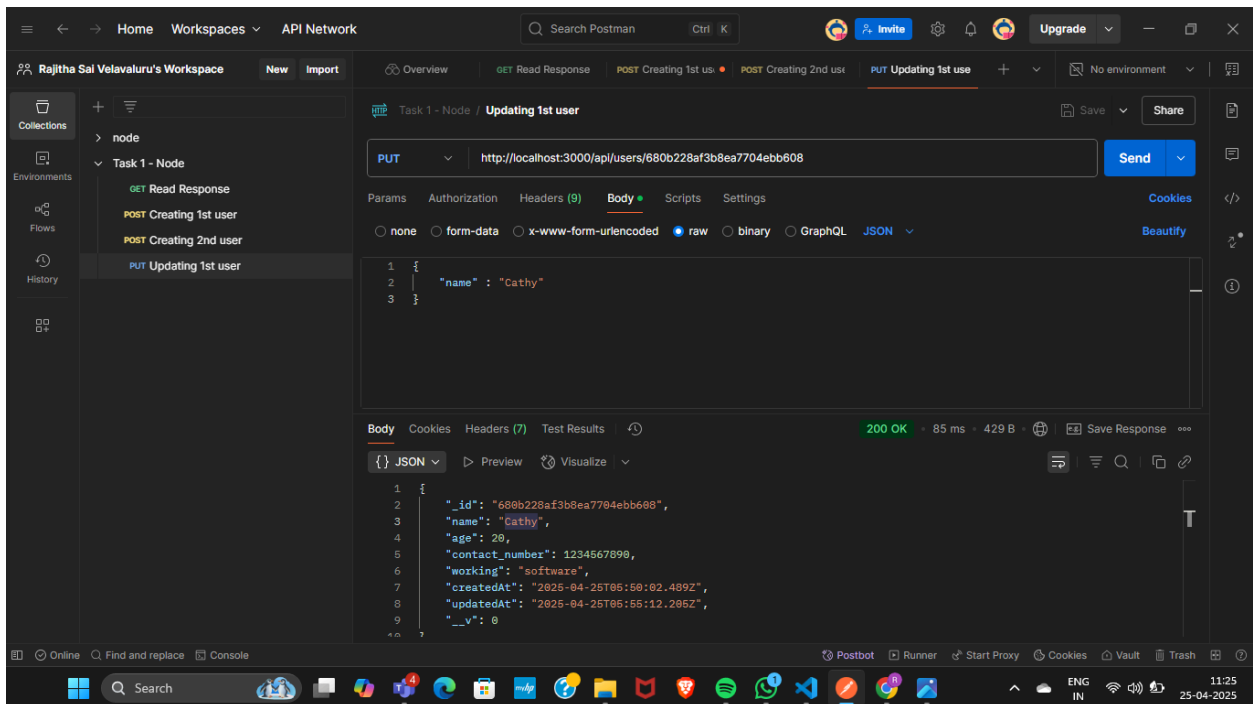 Home Workspaces API Network Search Postman Ctrl K Invite Upgrade
Rajitha Sai Velavaluru's Workspace New Import Overview GET Read Response POST Creating 1st us POST Creating 2nd use PUT Updating 1st use No environment
Collections
Environments
Flows
History
node
Task 1 - Node
GET Read Response
POST Creating 1st user
POST Creating 2nd user
PUT Updating 1st user
HTTP Task 1 - Node / Updating 1st user Save Share
PUT http://localhost:3000/api/users/680b228af3b8ea7704ebb608 Send
Params Authorization Headers (9) Body Scripts Settings Cookies
none form-data x-www-form-urlencoded raw binary GraphQL JSON Beautify
1 {
2 "name" : "Cathy"
3 }
Body Cookies Headers (7) Test Results 200 OK 85 ms 429 B Save Response
{} JSON Preview Visualize
1 {
2 "_id": "680b228af3b8ea7704ebb608",
3 "name": "Cathy",
4 "age": 20,
5 "contact_number": 1234567890,
6 "working": "software",
7 "createdAt": "2025-04-25T05:50:02.489Z",
8 "updatedAt": "2025-04-25T05:55:12.205Z",
9 "__v": 0
10 }
Online Find and replace Console Postbot Runner Start Proxy Cookies Vault Trash
Search 4 myhp 1 R ENG 11:25
IN 25-04-2025